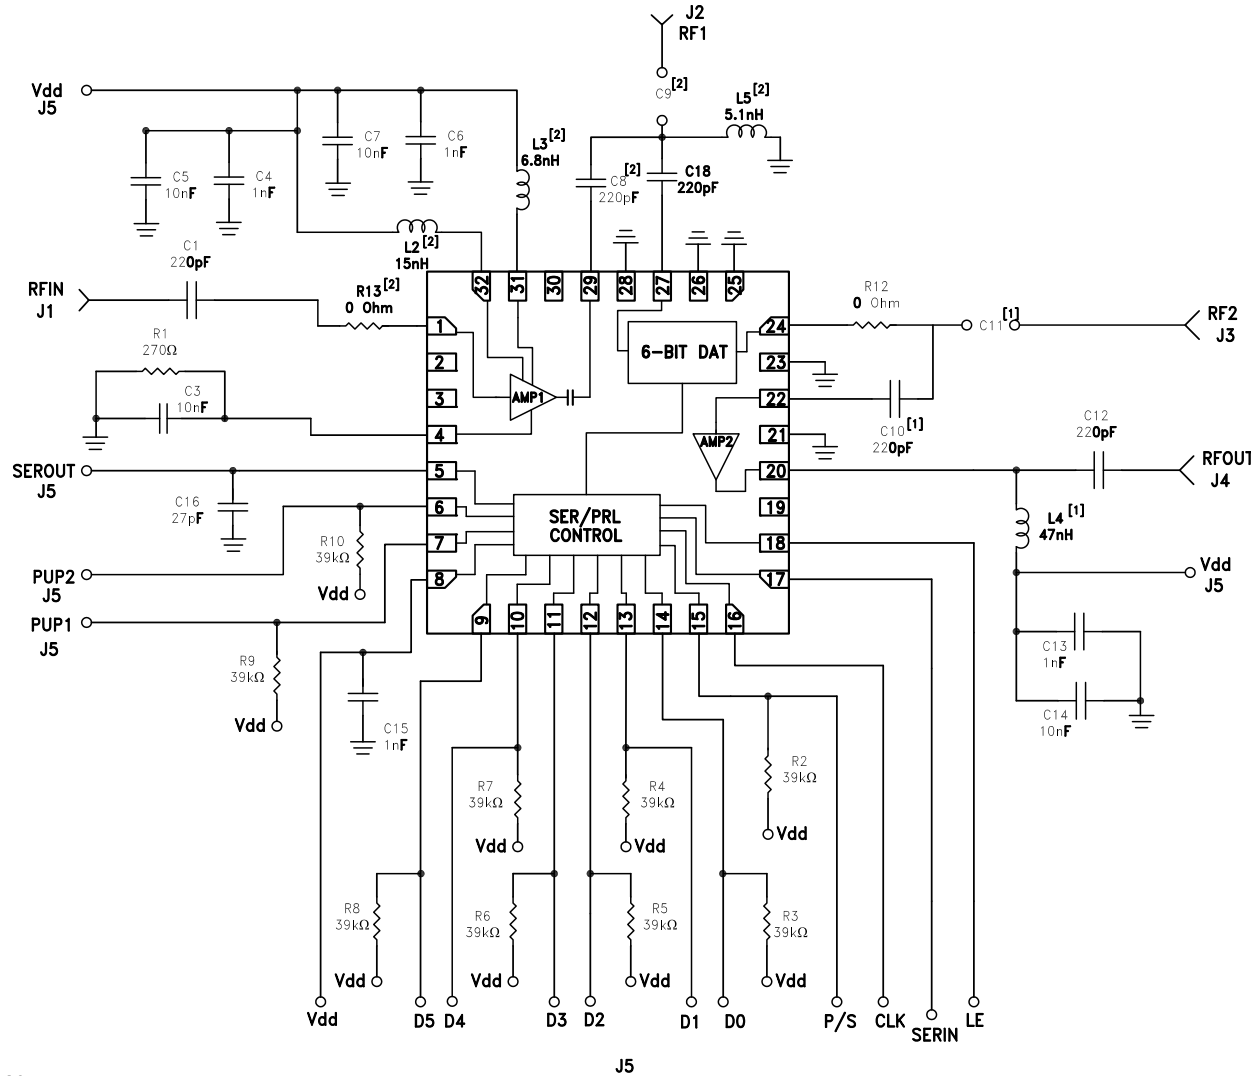 J2
RF1
C9[2]
L5[2]
5.1nH
Vdd
J5
C7
10nF
C6
1nF
L3[2]
6.8nH
C5
10nF
C4
1nF
C8[2]
220pF
C18
220pF
L2[2]
15nH
C1
220pF
RFIN
J1
R13[2]
0 Ohm
32
31
30
29
28
27
26
25
R12
0 Ohm
C11[1]
RF2
J3
R1
270Ω
C3
10nF
1
2
3
4
5
6
7
8
AMP1
6-BIT DAT
AMP2
24
23
22
21
20
19
18
17
C10[1]
220pF
C12
220pF
RFOUT
J4
SEROUT
J5
C16
27pF
SER/PRL
CONTROL
R10
39kΩ
Vdd
PUP2
J5
PUP1
J5
L4[1]
47nH
Vdd
J5
9
10
11
12
13
14
15
16
R9
39kΩ
Vdd
C13
1nF
C14
10nF
C15
1nF
R7
39kΩ
Vdd
R4
39kΩ
Vdd
R2
39kΩ
Vdd
R8
39kΩ
Vdd
R6
39kΩ
Vdd
R5
39kΩ
Vdd
R3
39kΩ
Vdd
Vdd
D5
D4
D3
D2
D1
D0
P/S
CLK
SERIN
LE
J5